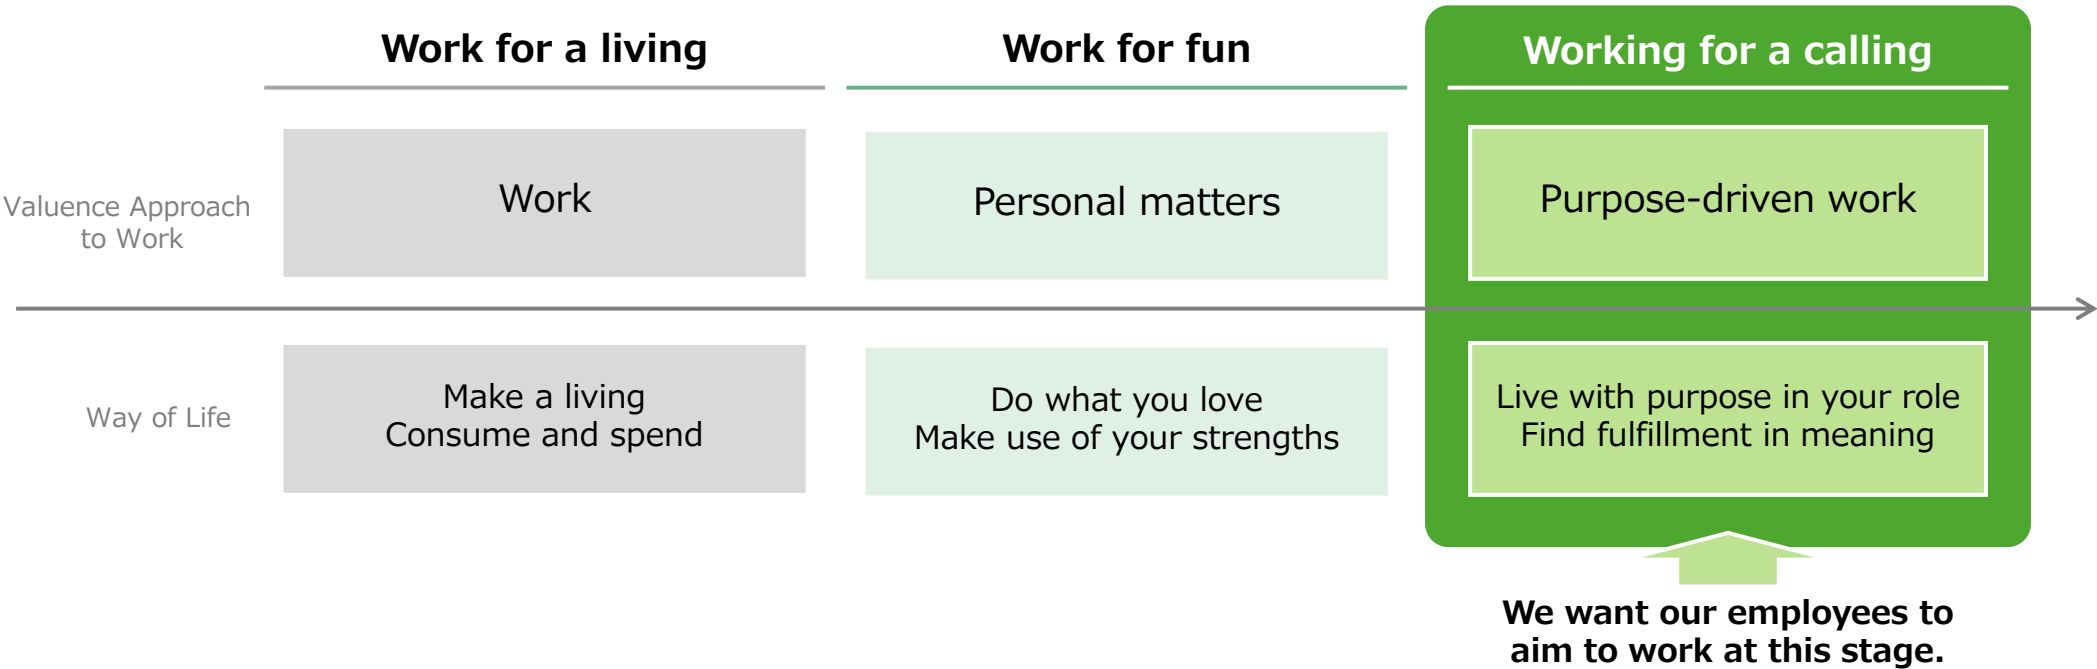 Work for a living
Work for fun
Working for a calling
Valuence Approach
to Work
Work
Personal matters
Purpose-driven work
Way of Life
Make a living
Consume and spend
Do what you love
Make use of your strengths
Live with purpose in your role
Find fulfillment in meaning
We want our employees to
aim to work at this stage.